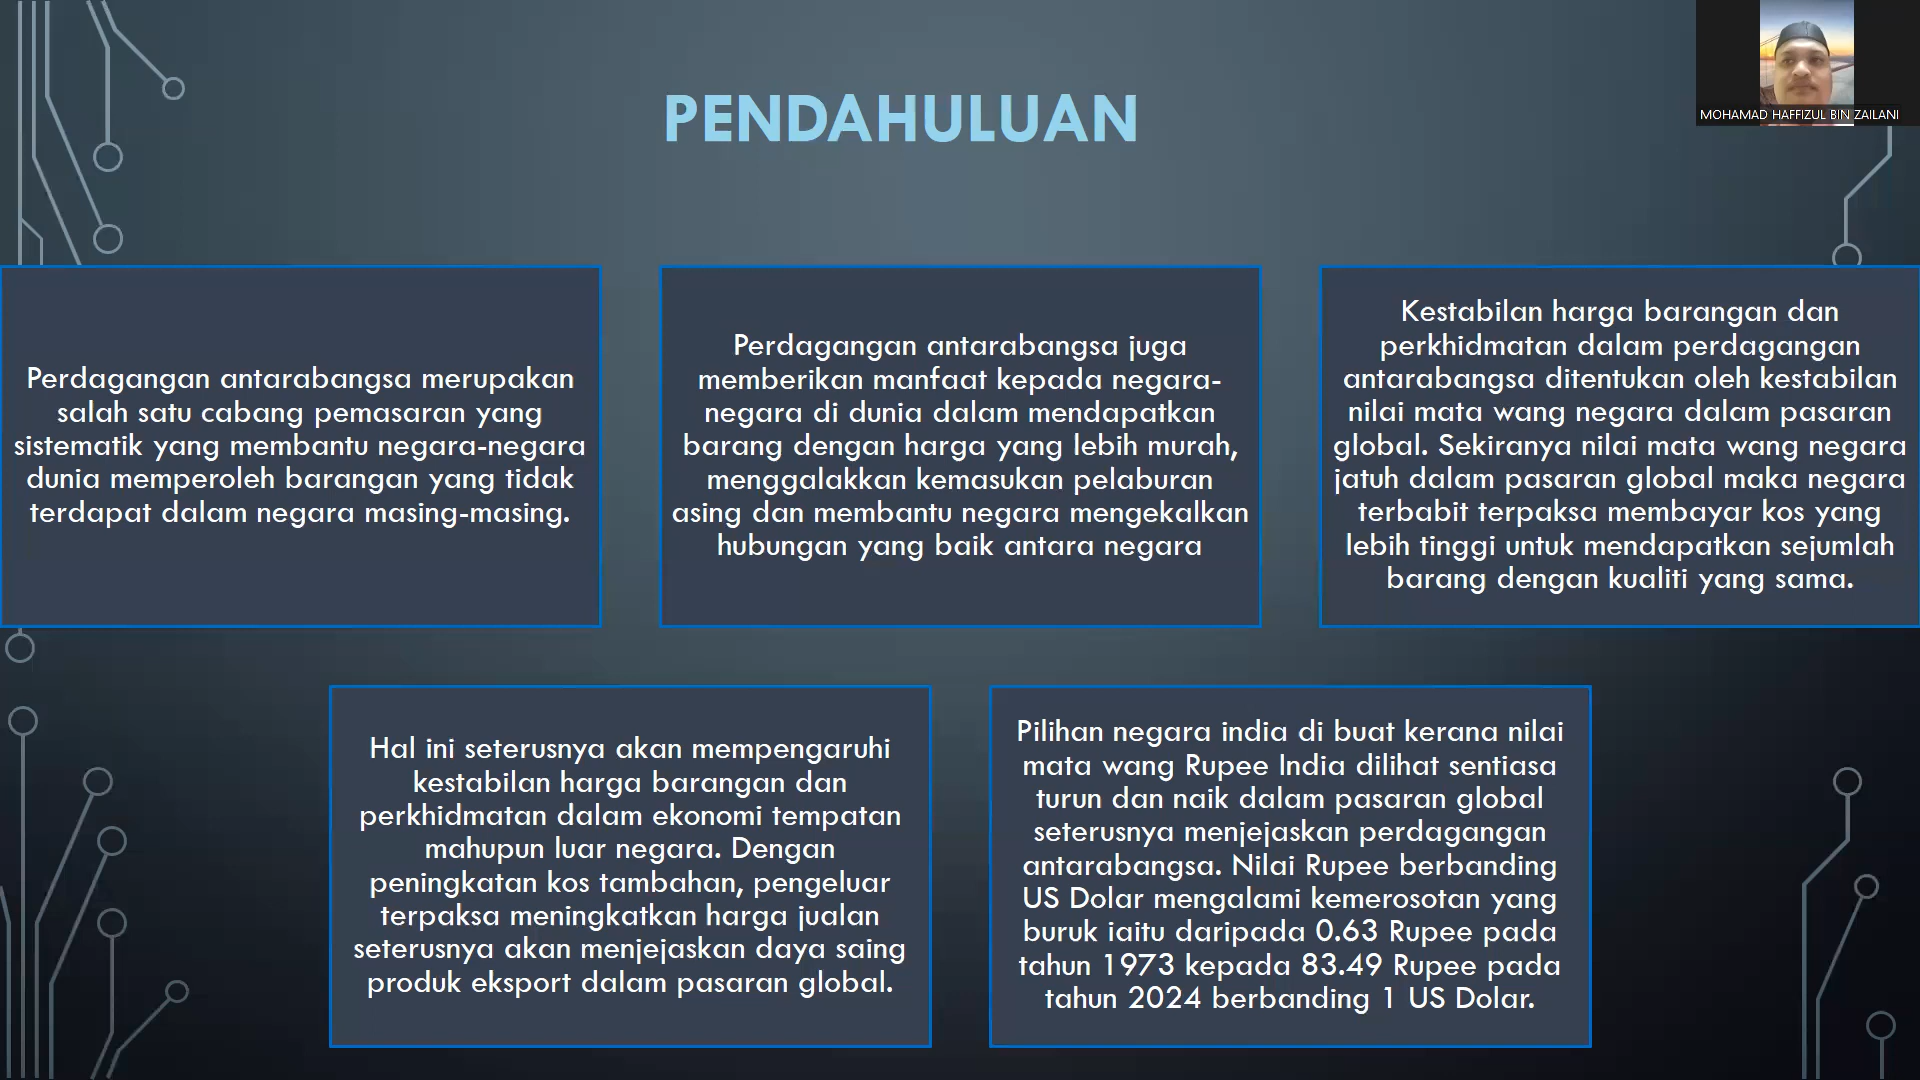 PENDAHULUAN
MOHAMAD HAFFIZUL BIN ZAILANI
Perdagangan antarabangsa merupakan
salah satu cabang pemasaran yang
sistematik yang membantu negara-negara
dunia memperoleh barangan yang tidak
terdapat dalam negara masing-masing.
Perdagangan antarabangsa juga
memberikan manfaat kepada negara-
negara di dunia dalam mendapatkan
barang dengan harga yang lebih murah,
menggalakkan kemasukan pelaburan
asing dan membantu negara mengekalkan
hubungan yang baik antara negara
Kestabilan harga barangan dan
perkhidmatan dalam perdagangan
antarabangsa ditentukan oleh kestabilan
nilai mata wang negara dalam pasaran
global. Sekiranya nilai mata wang negara
jatuh dalam pasaran global maka negara
terbabit terpaksa membayar kos yang
lebih tinggi untuk mendapatkan sejumlah
barang dengan kualiti yang sama.
Hal ini seterusnya akan mempengaruhi
kestabilan harga barangan dan
perkhidmatan dalam ekonomi tempatan
mahupun luar negara. Dengan
peningkatan kos tambahan, pengeluar
terpaksa meningkatkan harga jualan
seterusnya akan menjejaskan daya saing
produk eksport dalam pasaran global.
Pilihan negara india di buat kerana nilai
mata wang Rupee India dilihat sentiasa
turun dan naik dalam pasaran global
seterusnya menjejaskan perdagangan
antarabangsa. Nilai Rupee berbanding
US Dolar mengalami kemerosotan yang
buruk iaitu daripada 0.63 Rupee pada
tahun 1973 kepada 83.49 Rupee pada
tahun 2024 berbanding 1 US Dolar.